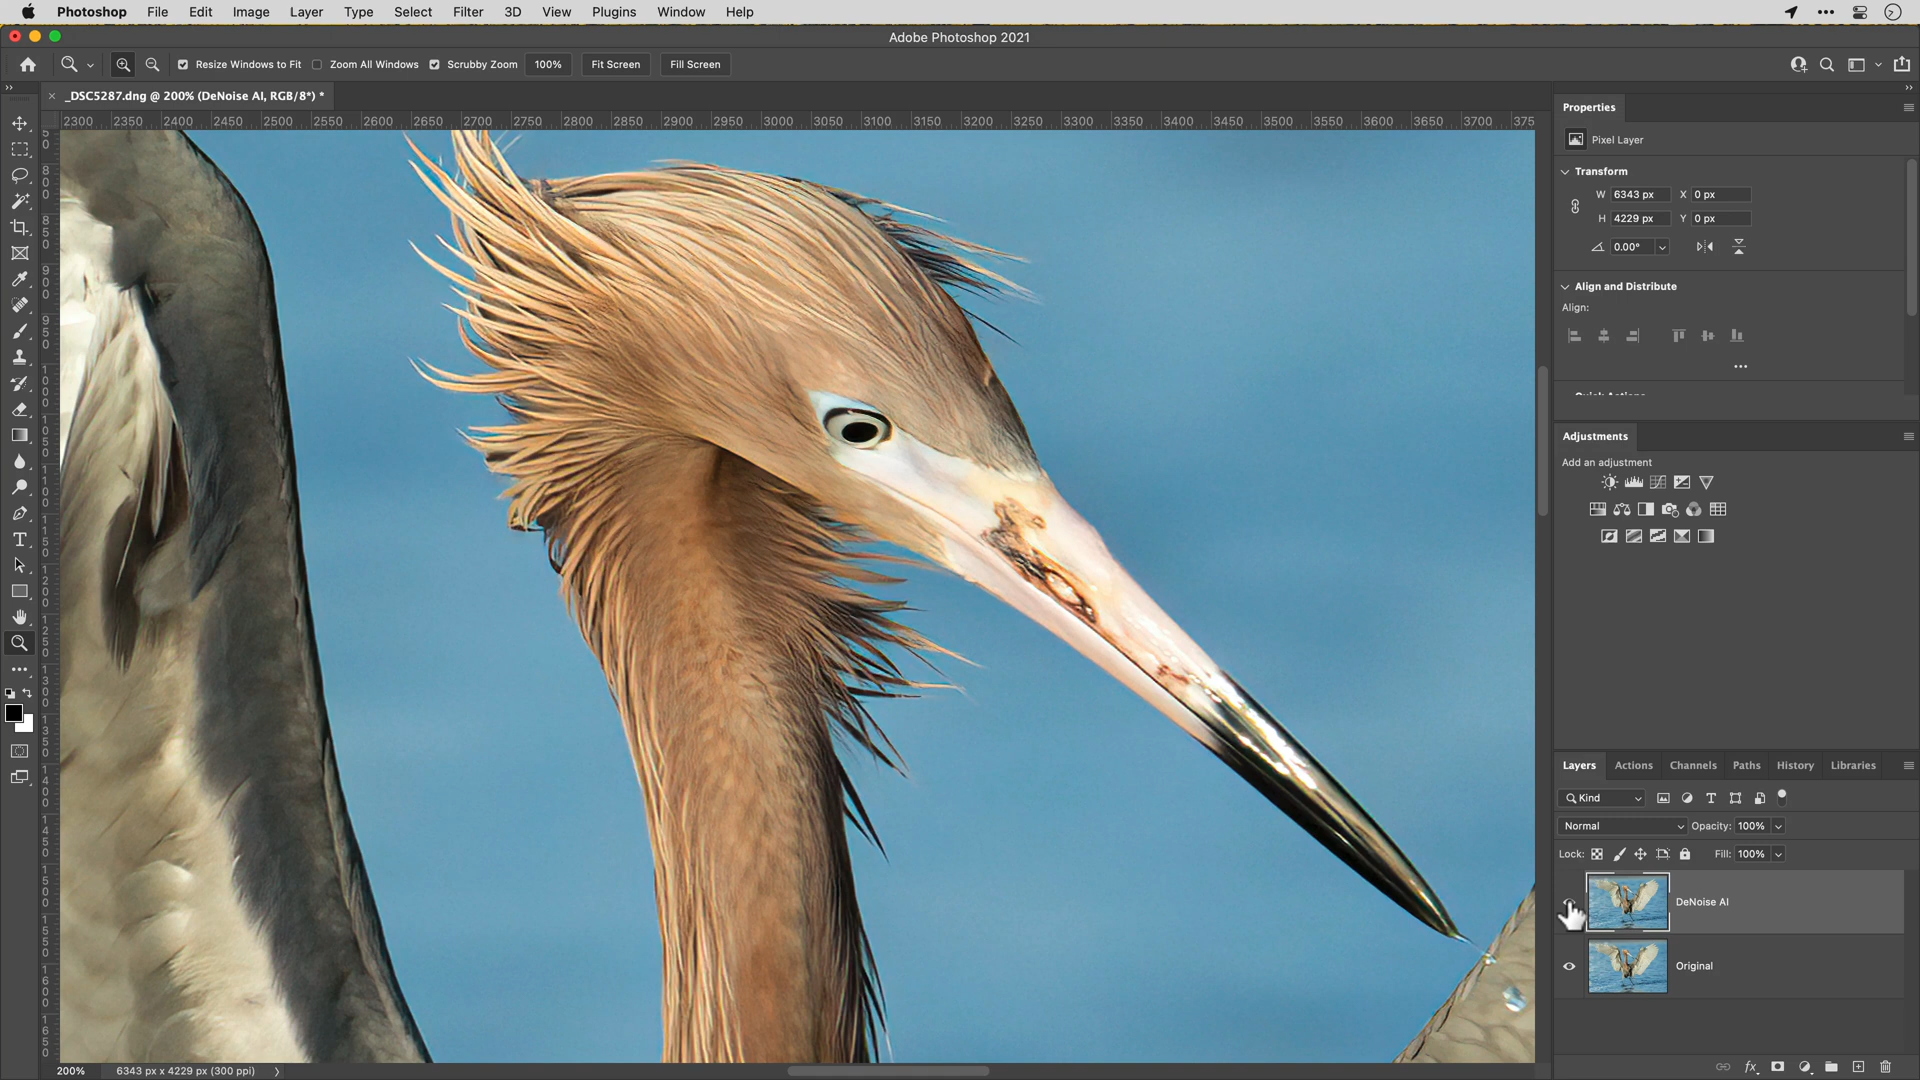 Photoshop File Edit Image Layer Type Select Filter 3D View Plugins Window Help
Adobe Photoshop 2021
Resize Windows to Fit Zoom All Windows Scrubby Zoom 100% Fit Screen Fill Screen
_DSC5287.dng @ 200% (DeNoise AI, RGB/8*) *
2300 2350 2400 2450 2500 2550 2600 2650 2700 2750 2800 2850 2900 2950 3000 3050 3100 3150 3200 3250 3300 3350 3400 3450 3500 3550 3600 3650 3700 375
Properties
Pixel Layer
Transform
W 6343 px X 0 px
H 4229 px Y 0 px
0.00°
Align and Distribute
Align:
Adjustments
Add an adjustment
Layers Actions Channels Paths History Libraries
Kind
Normal Opacity: 100%
Lock: Fill: 100%
DeNoise AI
Original
200% 6343 px x 4229 px (300 ppi)